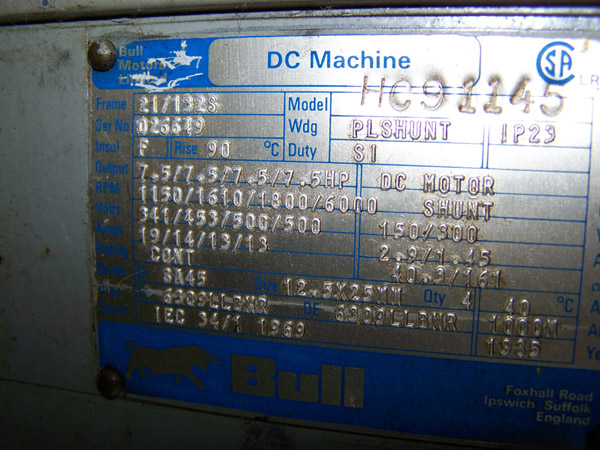 Bull
Motors
Limited
DC Machine
LR
Frame 21/132S Model HC91145
Ser No 026649 Wdg PLSHUNT IP23
Insul F Rise 90 °C Duty S1
Output 7.5/7.5/7.5/7.5HP DC MOTOR
RPM 1150/1610/1800/6000 SHUNT
Volts 341/453/500/500 150/300
Amps 19/14/13/13 2.9/1.45
Rating CONT 40.3/161
SA45 Size 12.5X25MM Qty 4 40 °C
6309LLBNR DE 6309LLBNR 1000M
IEC 34/1 1969 1985
Bull
Foxhall Road
Ipswich Suffolk
England